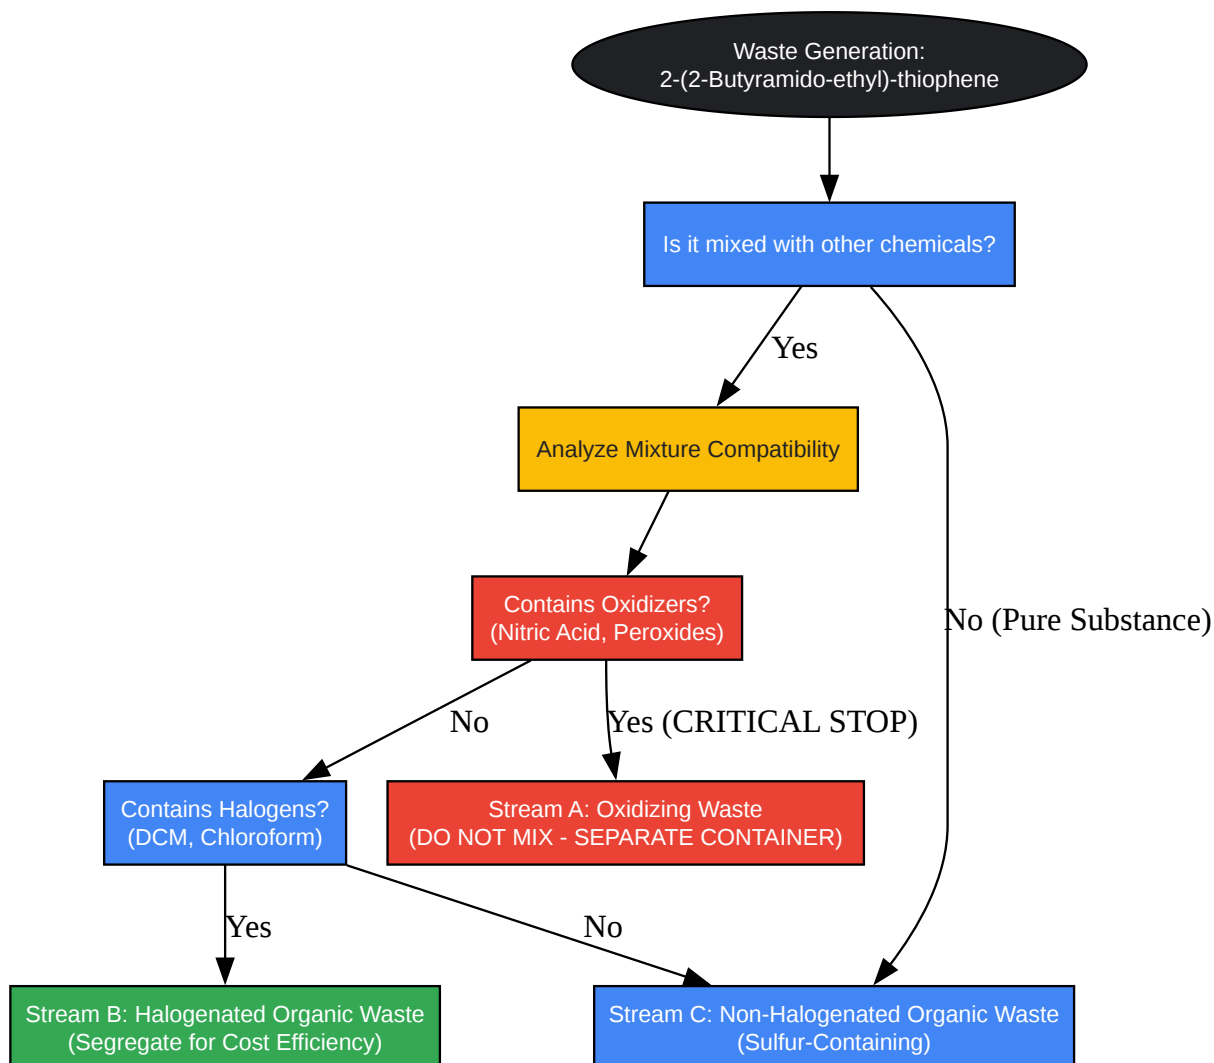 Waste Generation:
2-(2-Butyramido-ethyl)-thiophene
Is it mixed with other chemicals?
Yes
Analyze Mixture Compatibility
Contains Oxidizers?
(Nitric Acid, Peroxides)
No (Pure Substance)
No
Yes (CRITICAL STOP)
Contains Halogens?
(DCM, Chloroform)
Stream A: Oxidizing Waste
(DO NOT MIX - SEPARATE CONTAINER)
Yes
No
Stream B: Halogenated Organic Waste
(Segregate for Cost Efficiency)
Stream C: Non-Halogenated Organic Waste
(Sulfur-Containing)